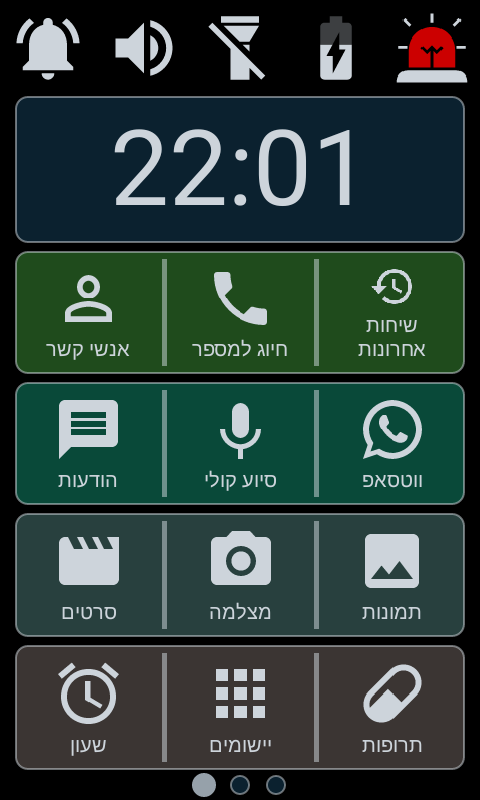 22:01
שיחות
אחרונות
חיוג למספר
אנשי קשר
ווטסאפ
סיוע קולי
הודעות
תמונות
מצלמה
סרטים
תרופות
יישומים
שעון